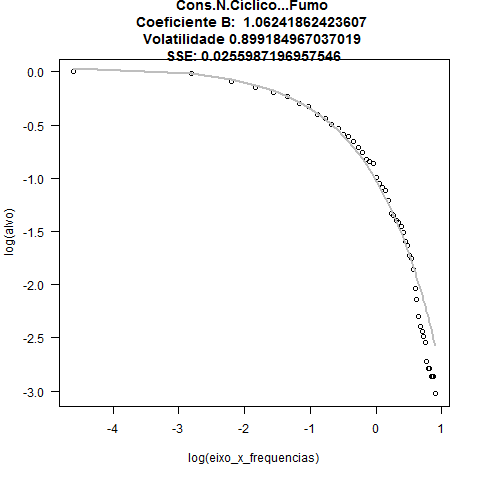 Cons.N.Ciclico...Fumo
Coeficiente B:  1.06241862423607
Volatilidade 0.899184967037019
SSE: 0.0255987196957546
0.0
-0.5
-1.0
-1.5
-2.0
-2.5
-3.0
log(alvo)
-4
-3
-2
-1
0
1
log(eixo_x_frequencias)